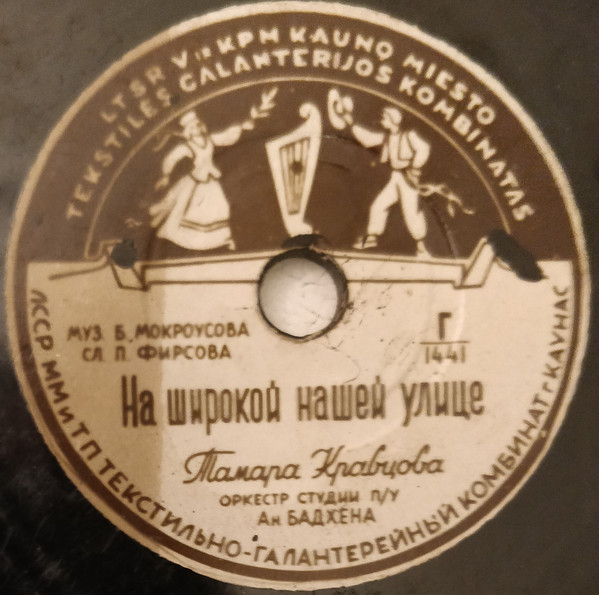 LTSR V IR KPM KAUNO MIESTO
TEKSTILĖS GALANTERIJOS KOMBINATAS
МУЗ. Б. МОКРОУСОВА
СЛ. П. ФИРСОВА
Г
1441
На широкой нашей улице
Тамара Кравцова
ОРКЕСТР СТУДИИ П/У
Ан БАДХЕНА
ЛССР ММ и ТП ТЕКСТИЛЬНО-ГАЛАНТЕРЕЙНЫЙ КОМБИНАТ г КАУНАС